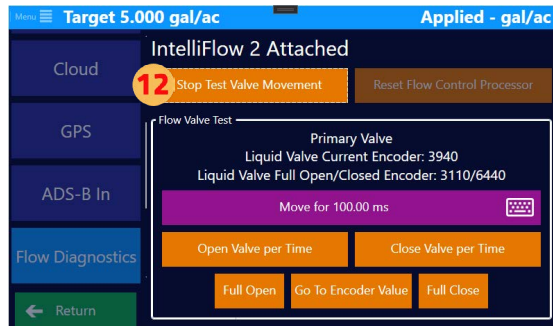 Menu Target 5.000 gal/ac Applied - gal/ac
IntelliFlow 2 Attached
Cloud
12 Stop Test Valve Movement Reset Flow Control Processor
Flow Valve Test
GPS
Primary Valve
Liquid Valve Current Encoder: 3940
Liquid Valve Full Open/Closed Encoder: 3110/6440
ADS-B In
Move for 100.00 ms
Flow Diagnostics
Open Valve per Time Close Valve per Time
Full Open Go To Encoder Value Full Close
Return